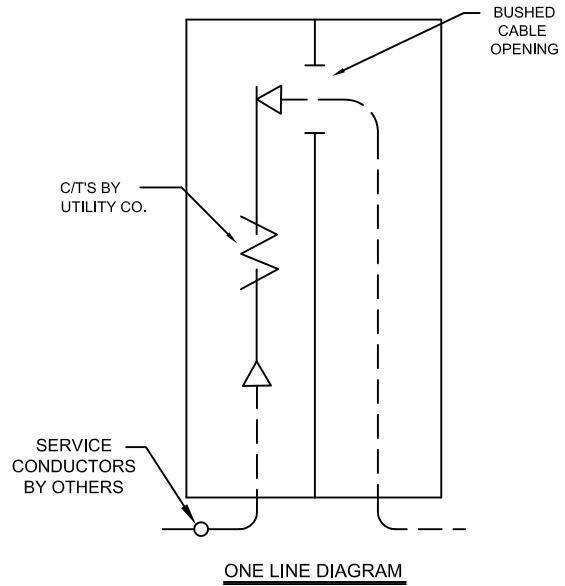 BUSHED
CABLE
OPENING
C/T'S BY
UTILITY CO.
SERVICE
CONDUCTORS
BY OTHERS
ONE LINE DIAGRAM